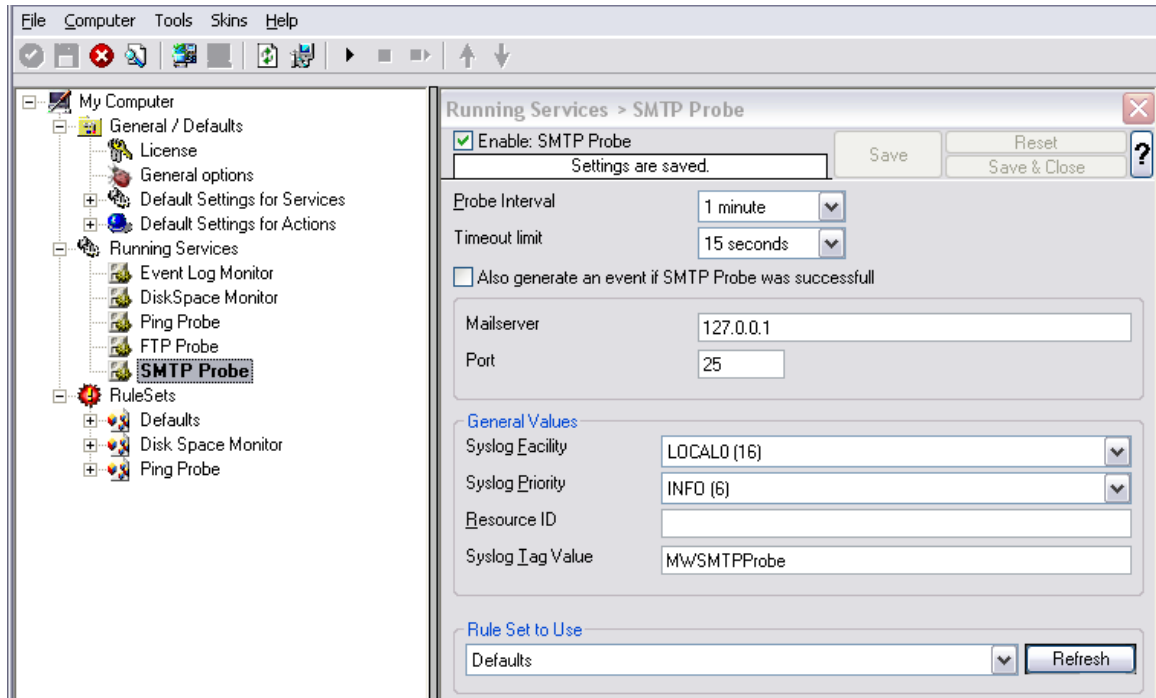 File Computer Tools Skins Help
My Computer
General / Defaults
License
General options
Default Settings for Services
Default Settings for Actions
Running Services
Event Log Monitor
DiskSpace Monitor
Ping Probe
FTP Probe
SMTP Probe
RuleSets
Defaults
Disk Space Monitor
Ping Probe
Running Services > SMTP Probe
Enable: SMTP Probe
Settings are saved.
Save
Reset
Save & Close
?
Probe Interval 1 minute
Timeout limit 15 seconds
Also generate an event if SMTP Probe was successfull
Mailserver 127.0.0.1
Port 25
General Values
Syslog Facility LOCAL0 (16)
Syslog Priority INFO (6)
Resource ID
Syslog Tag Value MWSMTPProbe
Rule Set to Use
Defaults Refresh